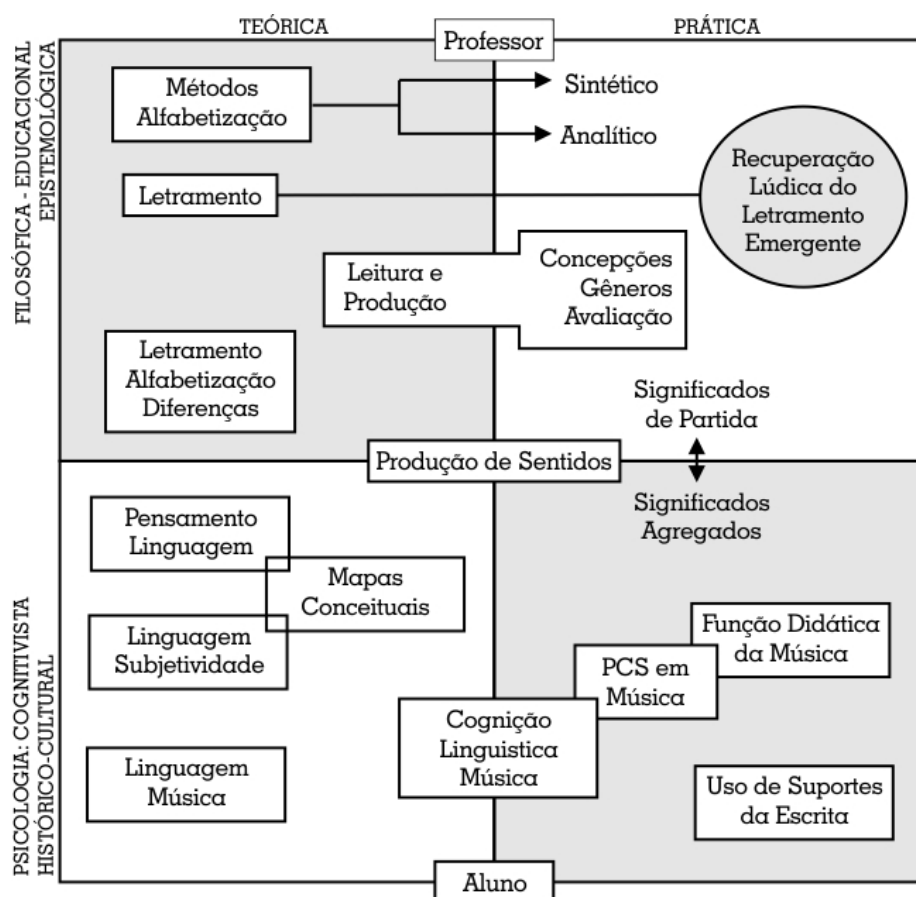 TEÓRICA
Professor
PRÁTICA
FILOSÓFICA - EDUCACIONAL
EPISTEMOLÓGICA
Métodos
Alfabetização
Sintético
Analítico
Letramento
Recuperação
Lúdica do
Letramento
Emergente
Leitura e
Produção
Concepções
Gêneros
Avaliação
Letramento
Alfabetização
Diferenças
Significados
de Partida
Produção de Sentidos
Significados
Agregados
PSICOLOGIA: COGNITIVISTA
HISTÓRICO-CULTURAL
Pensamento
Linguagem
Mapas
Conceituais
Linguagem
Subjetividade
Função Didática
da Música
PCS em
Música
Cognição
Linguistica
Música
Linguagem
Música
Uso de Suportes
da Escrita
Aluno